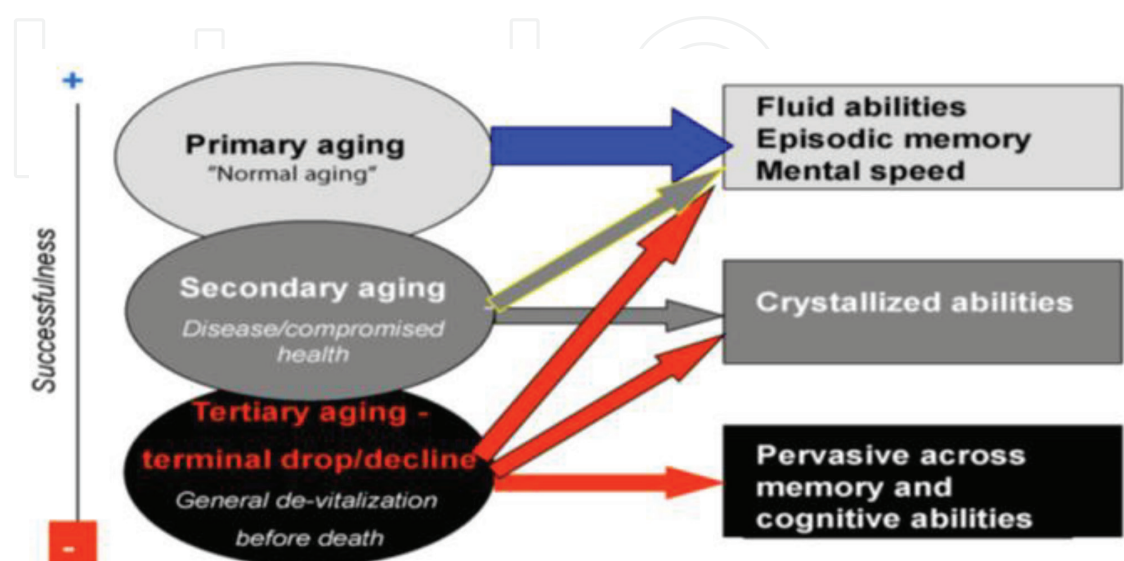 +
Primary aging
"Normal aging"
Secondary aging
Disease/compromised
health
Tertiary aging -
terminal drop/decline
General de-vitalization
before death
Successfulness
-
Fluid abilities
Episodic memory
Mental speed
Crystallized abilities
Pervasive across
memory and
cognitive abilities